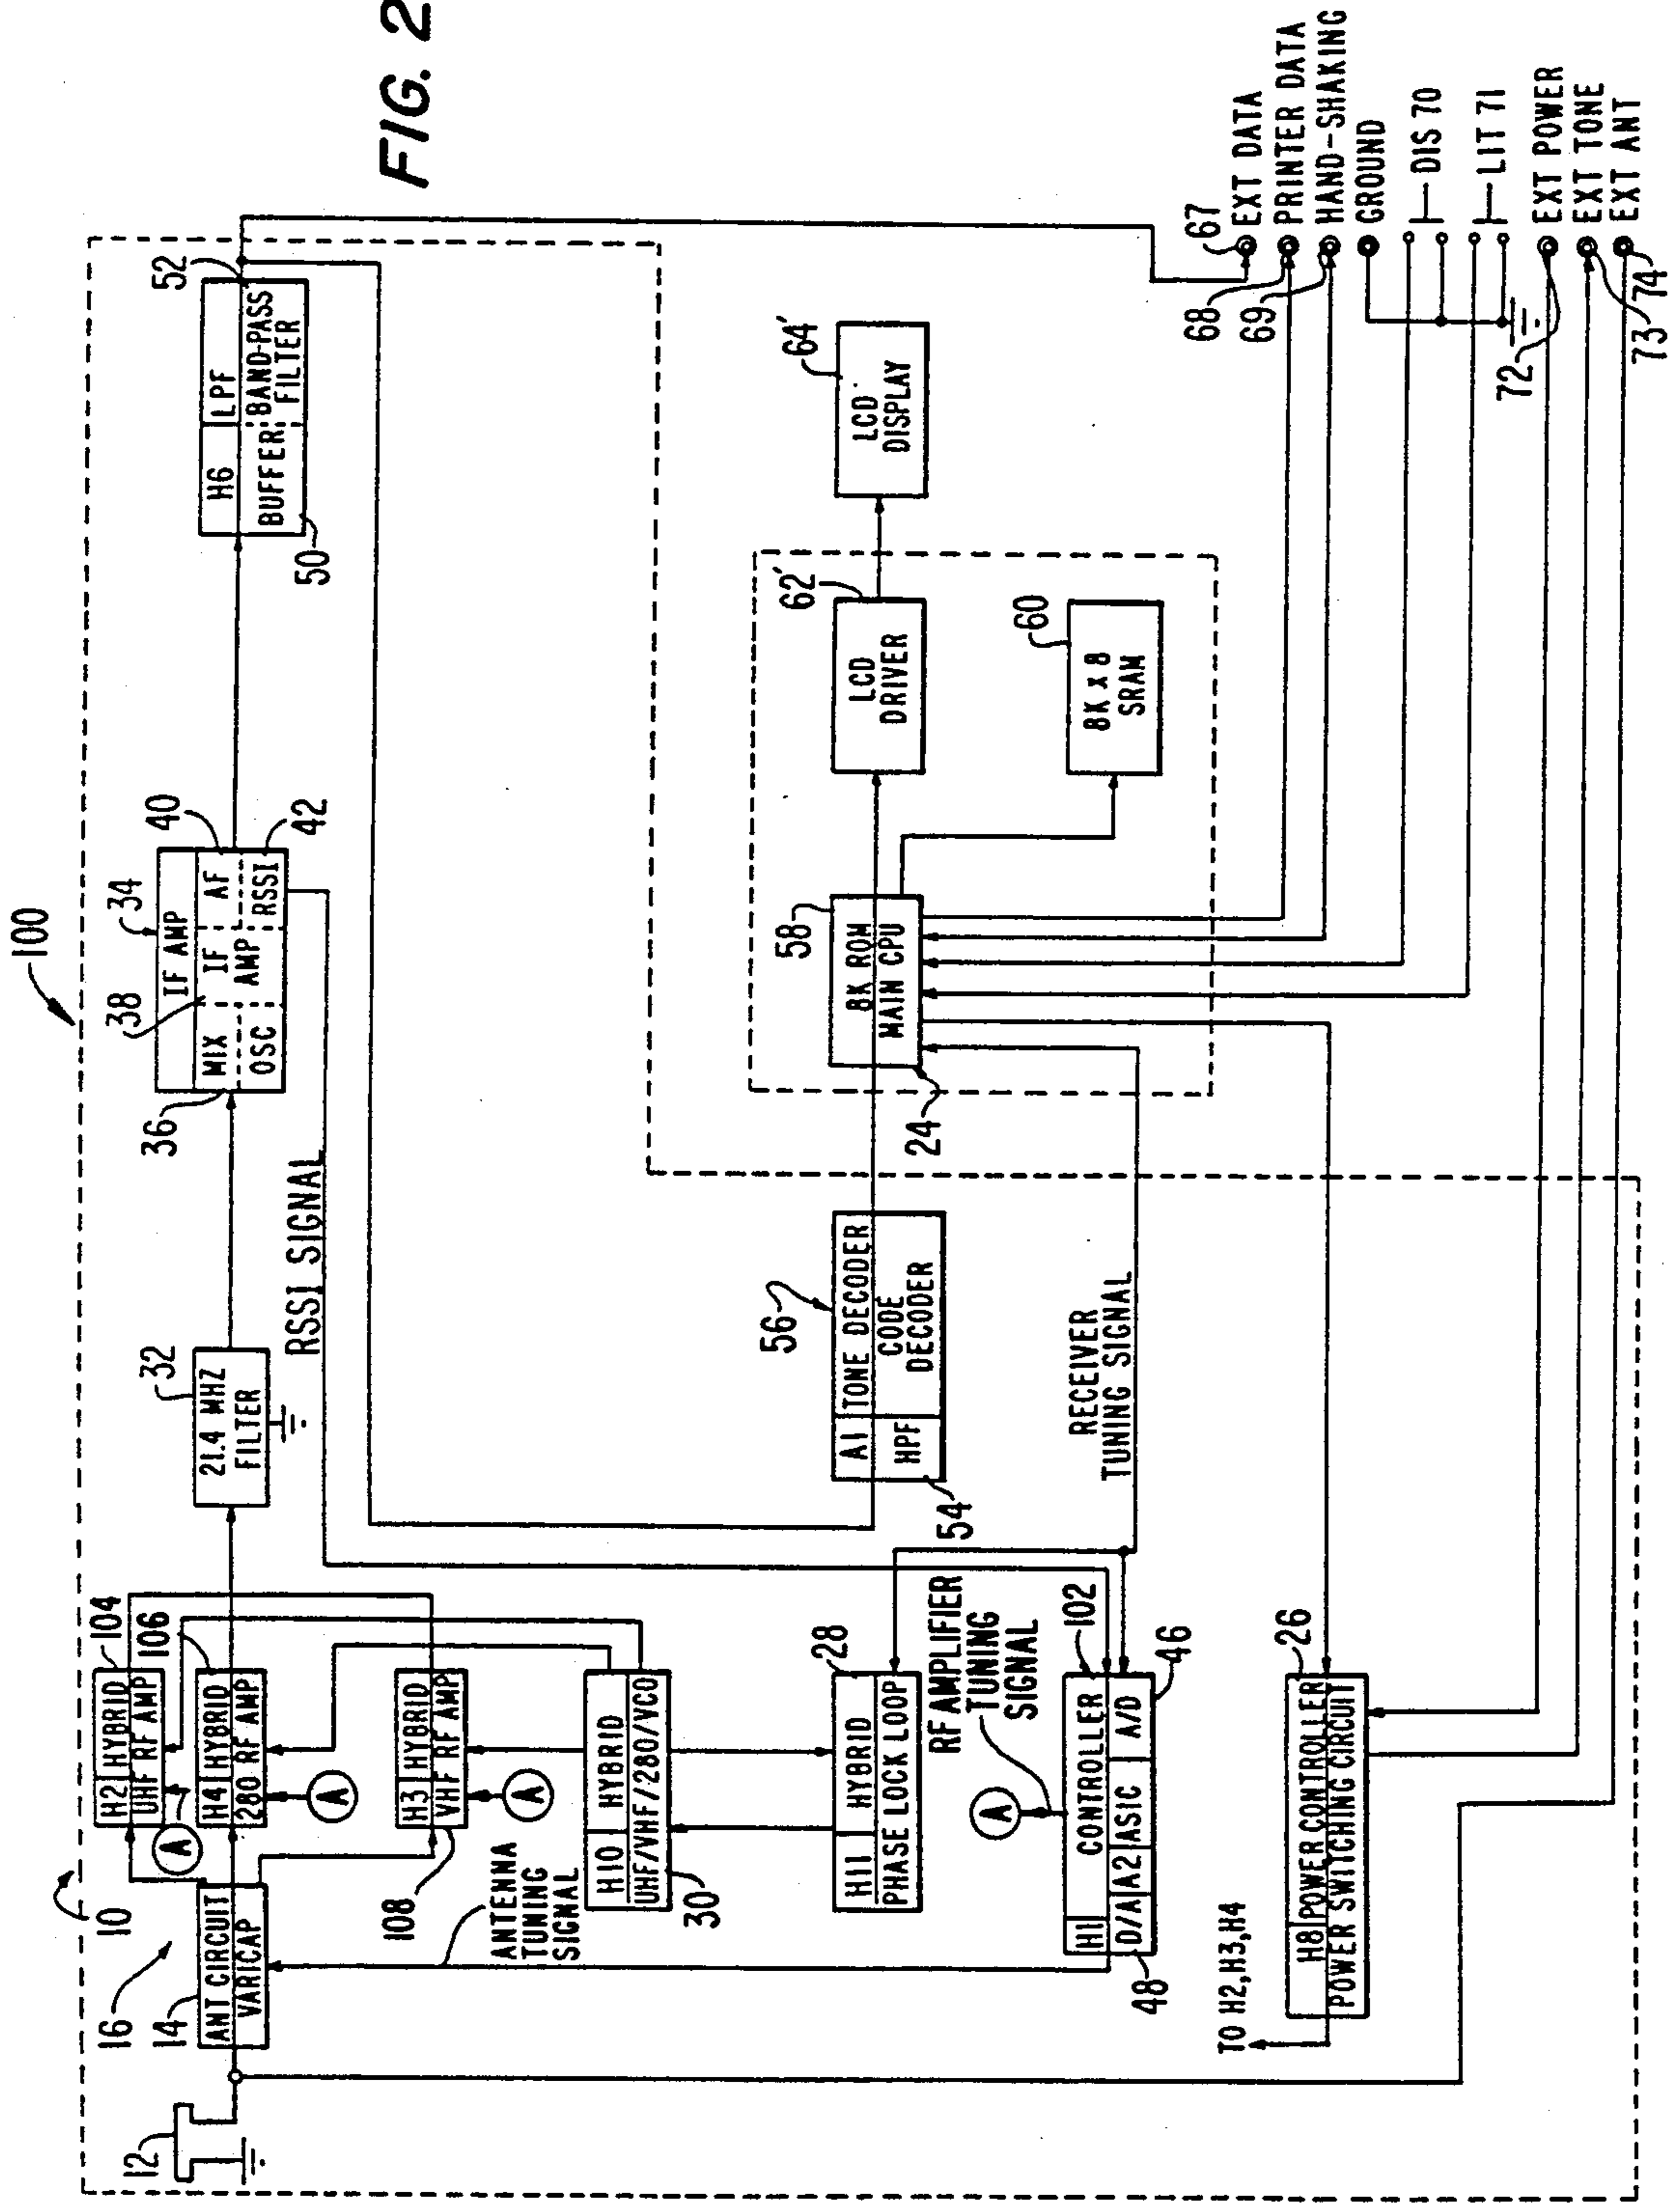 FIG. 2
100
10
12
16
14
ANT CIRCUIT
VARICAP
104
H2 HYBRID
UHF RF AMP
A
106
H4 HYBRID
280 RF AMP
A
H3 HYBRID
VHF RF AMP
108
A
32
21.4 MHZ
FILTER
RSSI SIGNAL
36
38
34
IF AMP
MIX
IF
AMP
AF
OSC
RSSI
40
42
H6
LPF
BUFFER
BAND-PASS
FILTER
50
52
ANTENNA
TUNING
SIGNAL
H10 HYBRID
UHF/VHF/280/VCO
30
28
H11 HYBRID
PHASE LOCK LOOP
RF AMPLIFIER
TUNING
SIGNAL
A
102
H1 CONTROLLER
D/A A2 ASIC A/D
48
46
54
56
A1 TONE DECODER
HPF
CODE
DECODER
RECEIVER
TUNING SIGNAL
58
8K ROM
MAIN CPU
24
62'
LCD
DRIVER
64'
LCD
DISPLAY
60
8K x 8
SRAM
26
H8 POWER CONTROLLER
POWER SWITCHING CIRCUIT
TO H2,H3,H4
67
EXT DATA
68
PRINTER DATA
69
HAND-SHAKING
GROUND
DIS 70
LIT 71
72
EXT POWER
73
EXT TONE
74
EXT ANT